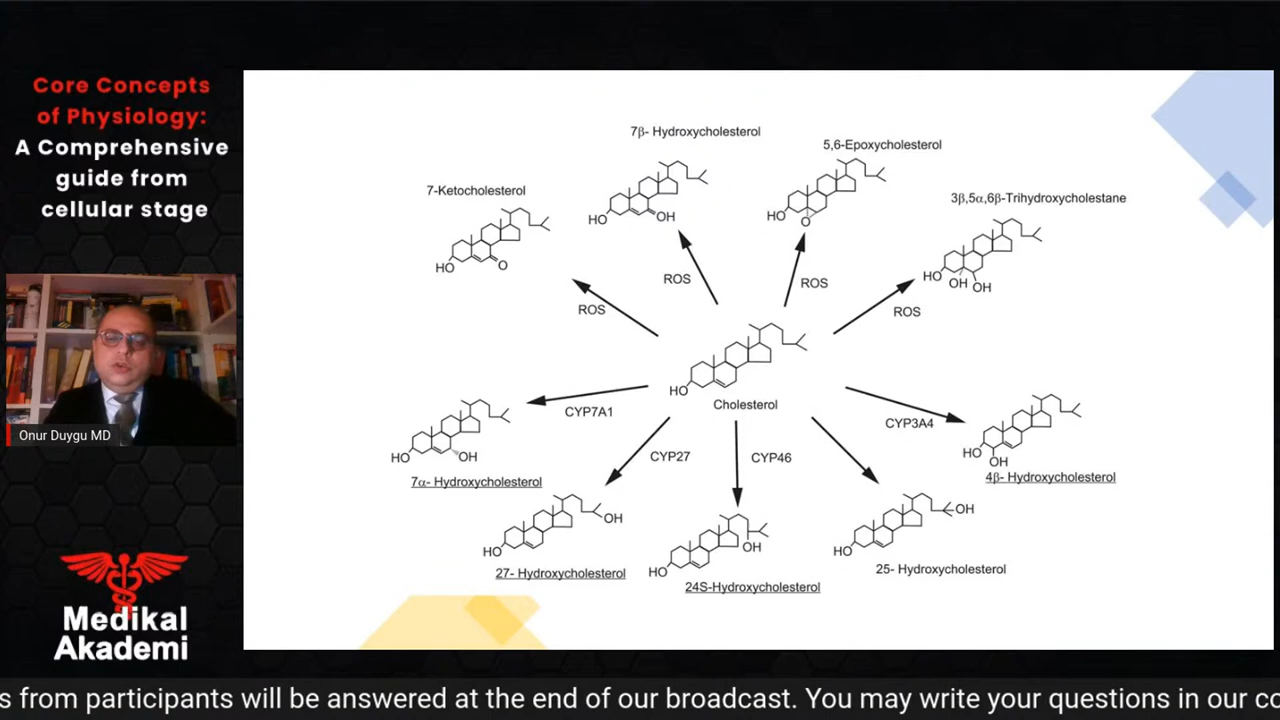 Core Concepts
of Physiology:
A Comprehensive
guide from
cellular stage
Onur Duygu MD
Medikal
Akademi
7β- Hydroxycholesterol
HO
OH
5,6-Epoxycholesterol
HO
O
7-Ketocholesterol
HO
O
3β,5α,6β-Trihydroxycholestane
HO
OH
OH
ROS
ROS
ROS
ROS
HO
Cholesterol
CYP7A1
CYP27
CYP46
CYP3A4
HO
OH
7α- Hydroxycholesterol
HO
OH
27- Hydroxycholesterol
HO
OH
24S-Hydroxycholesterol
HO
OH
25- Hydroxycholesterol
HO
OH
4β- Hydroxycholesterol
s from participants will be answered at the end of our broadcast. You may write your questions in our co